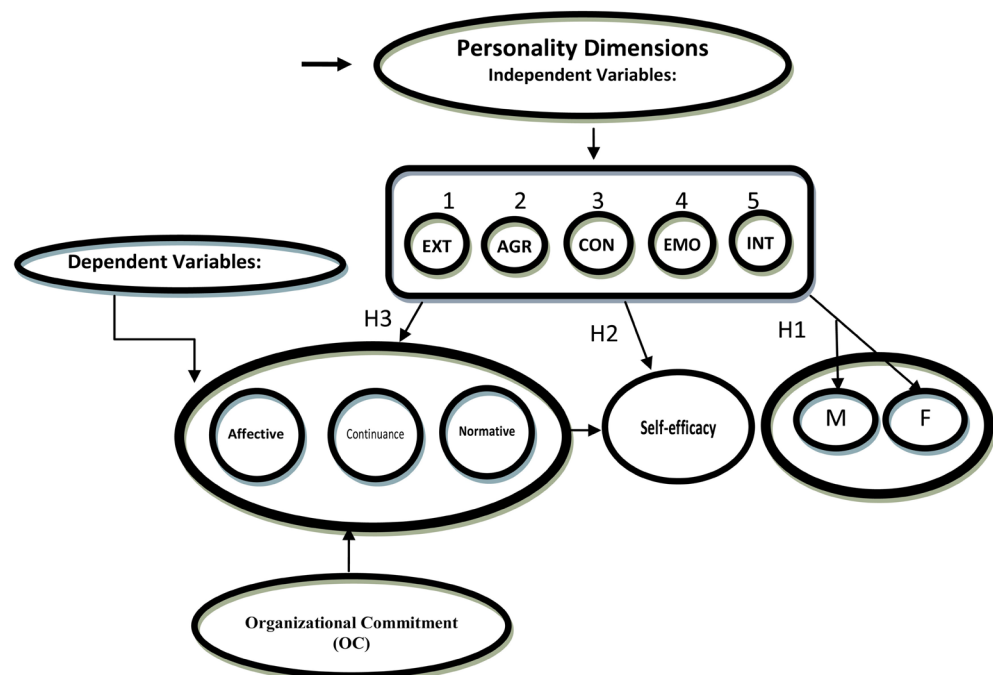 Personality Dimensions
Independent Variables:
1 2 3 4 5
EXT AGR CON EMO INT
Dependent Variables:
H3 H2 H1
Affective Continuance Normative
Self-efficacy
M F
Organizational Commitment
(OC)